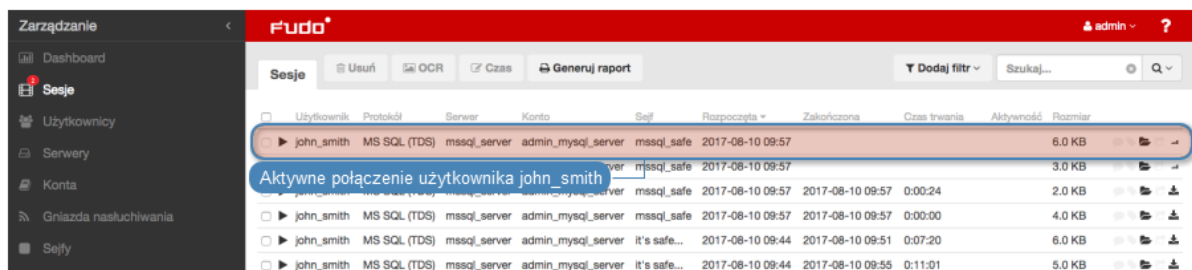 Zarządzanie
FUDO
admin
?
Dashboard
2
Sesje
Użytkownicy
Serwery
Konta
Gniazda nasłuchiwania
Sejfy
Sesje Usuń OCR Czas Generuj raport Dodaj filtr Szukaj...
Użytkownik Protokół Serwer Konto Sejf Rozpoczęta Zakończona Czas trwania Aktywność Rozmiar
john_smith MS SQL (TDS) mssql_server admin_mysql_server mssql_safe 2017-08-10 09:57 6.0 KB
mssql_safe 2017-08-10 09:57 3.0 KB
Aktywne połączenie użytkownika john_smith
mssql_server admin_mysql_server mssql_safe 2017-08-10 09:57 2017-08-10 09:57 0:00:24 2.0 KB
john_smith MS SQL (TDS) mssql_server admin_mysql_server mssql_safe 2017-08-10 09:57 2017-08-10 09:57 0:00:00 4.0 KB
john_smith MS SQL (TDS) mssql_server admin_mysql_server it's safe... 2017-08-10 09:44 2017-08-10 09:51 0:07:20 6.0 KB
john_smith MS SQL (TDS) mssql_server admin_mysql_server it's safe... 2017-08-10 09:44 2017-08-10 09:55 0:11:01 5.0 KB